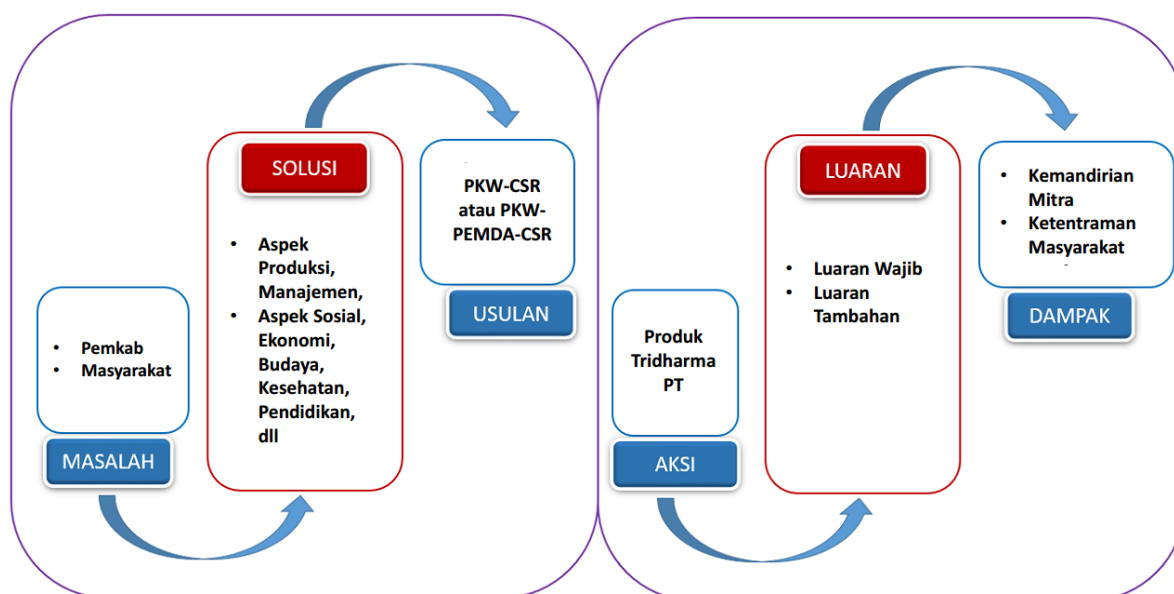 MASALAH
• Pemkab
• Masyarakat
SOLUSI
• Aspek
Produksi,
Manajemen,
• Aspek Sosial,
Ekonomi,
Budaya,
Kesehatan,
Pendidikan,
dll
PKW-CSR
atau PKW-
PEMDA-CSR
USULAN
Produk
Tridharma
PT
AKSI
LUARAN
• Luaran Wajib
• Luaran
Tambahan
• Kemandirian
Mitra
• Ketentraman
Masyarakat
DAMPAK